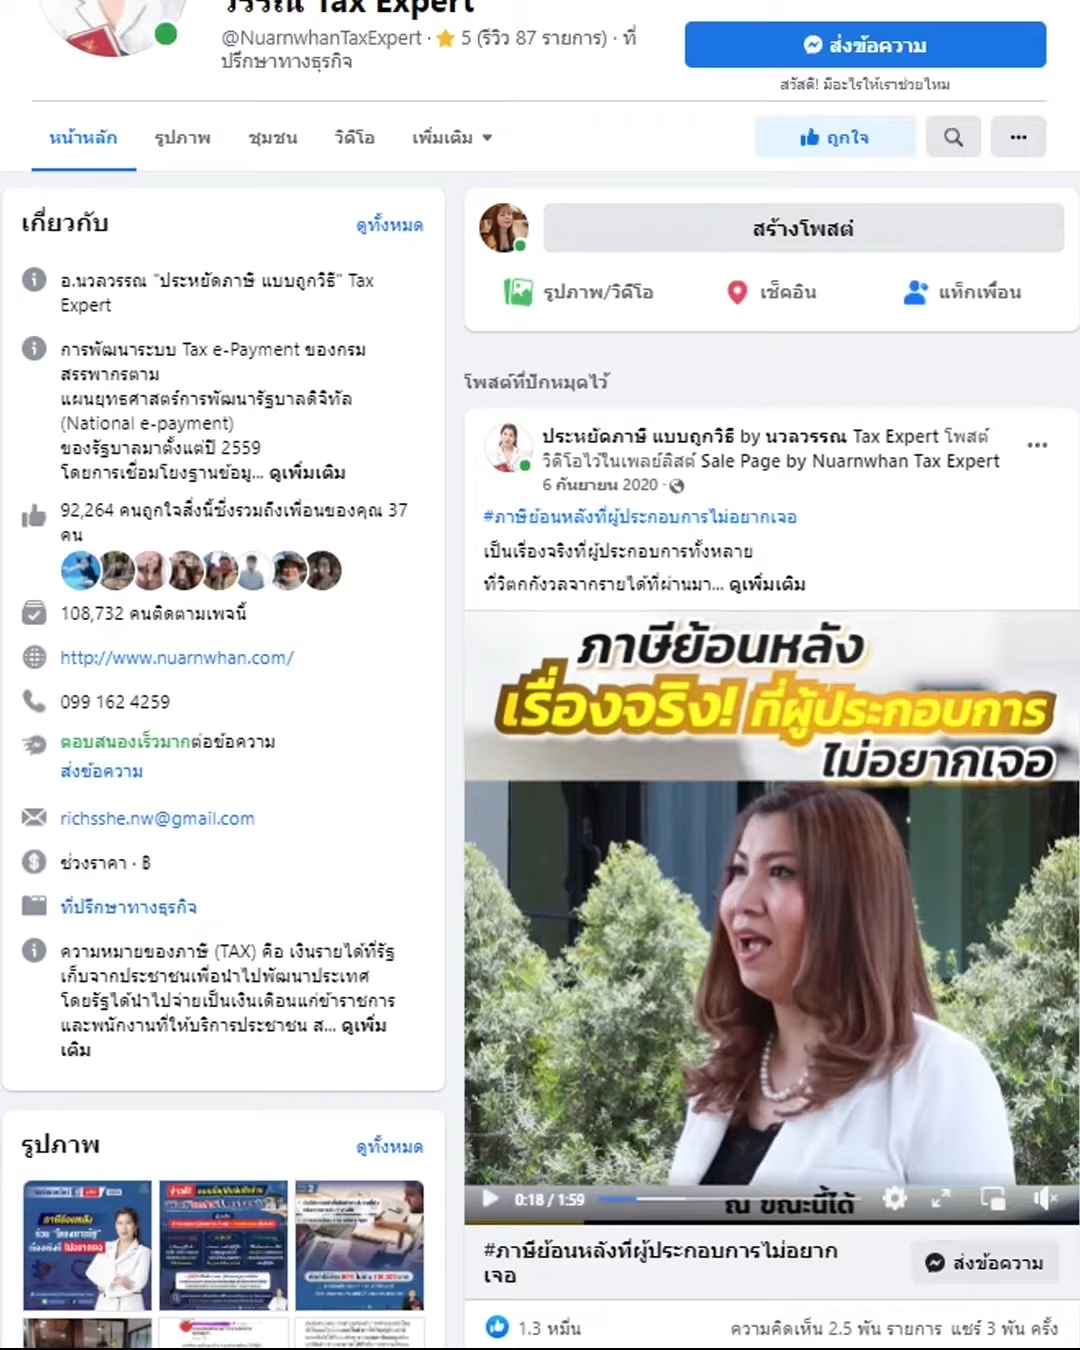 วรรณ Tax Expert
@NuarnwhanTaxExpert · 5 (รีวิว 87 รายการ) · ที่
ปรึกษาทางธุรกิจ
ส่งข้อความ
สวัสดี! มีอะไรให้เราช่วยไหม
หน้าหลัก
รูปภาพ
ชุมชน
วิดีโอ
เพิ่มเติม
ถูกใจ
เกี่ยวกับ
ดูทั้งหมด
อ.นวลวรรณ "ประหยัดภาษี แบบถูกวิธี" Tax
Expert
การพัฒนาระบบ Tax e-Payment ของกรม
สรรพากรตาม
แผนยุทธศาสตร์การพัฒนารัฐบาลดิจิทัล
(National e-payment)
ของรัฐบาลมาตั้งแต่ปี 2559
โดยการเชื่อมโยงฐานข้อมู... ดูเพิ่มเติม
92,264 คนถูกใจสิ่งนี้ซึ่งรวมถึงเพื่อนของคุณ 37
คน
108,732 คนติดตามเพจนี้
http://www.nuarnwhan.com/
099 162 4259
ตอบสนองเร็วมากต่อข้อความ
ส่งข้อความ
richsshe.nw@gmail.com
ช่วงราคา · ฿
ที่ปรึกษาทางธุรกิจ
ความหมายของภาษี (TAX) คือ เงินรายได้ที่รัฐ
เก็บจากประชาชนเพื่อนำไปพัฒนาประเทศ
โดยรัฐได้นำไปจ่ายเป็นเงินเดือนแก่ข้าราชการ
และพนักงานที่ให้บริการประชาชน ส... ดูเพิ่ม
เติม
รูปภาพ
ดูทั้งหมด
ภาษีย้อนหลัง
สร้างโพสต์
รูปภาพ/วิดีโอ
เช็คอิน
แท็กเพื่อน
โพสต์ที่ปักหมุดไว้
ประหยัดภาษี แบบถูกวิธี by นวลวรรณ Tax Expert โพสต์
วิดีโอไว้ในเพลย์ลิสต์ Sale Page by Nuarnwhan Tax Expert
6 กันยายน 2020 ·
#ภาษีย้อนหลังที่ผู้ประกอบการไม่อยากเจอ
เป็นเรื่องจริงที่ผู้ประกอบการทั้งหลาย
ที่วิตกกังวลจากรายได้ที่ผ่านมา... ดูเพิ่มเติม
ภาษีย้อนหลัง
เรื่องจริง! ที่ผู้ประกอบการ
ไม่อยากเจอ
0:18 / 1:59
ณ ขณะนี้ได้
#ภาษีย้อนหลังที่ผู้ประกอบการไม่อยาก
เจอ
ส่งข้อความ
1.3 หมื่น
ความคิดเห็น 2.5 พัน รายการ แชร์ 3 พัน ครั้ง